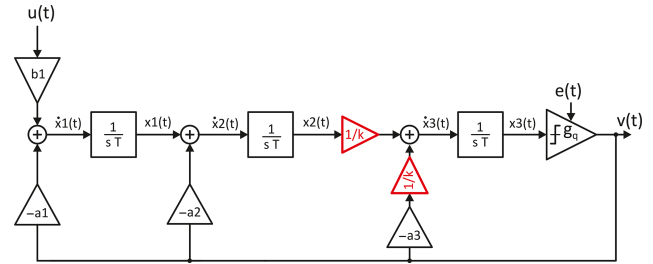 u(t)
b1
e(t)
ẋ1(t)
1
s T
x1(t)
ẋ2(t)
1
s T
x2(t)
1/k
ẋ3(t)
1
s T
x3(t)
gq
v(t)
1/k
−a1
−a2
−a3